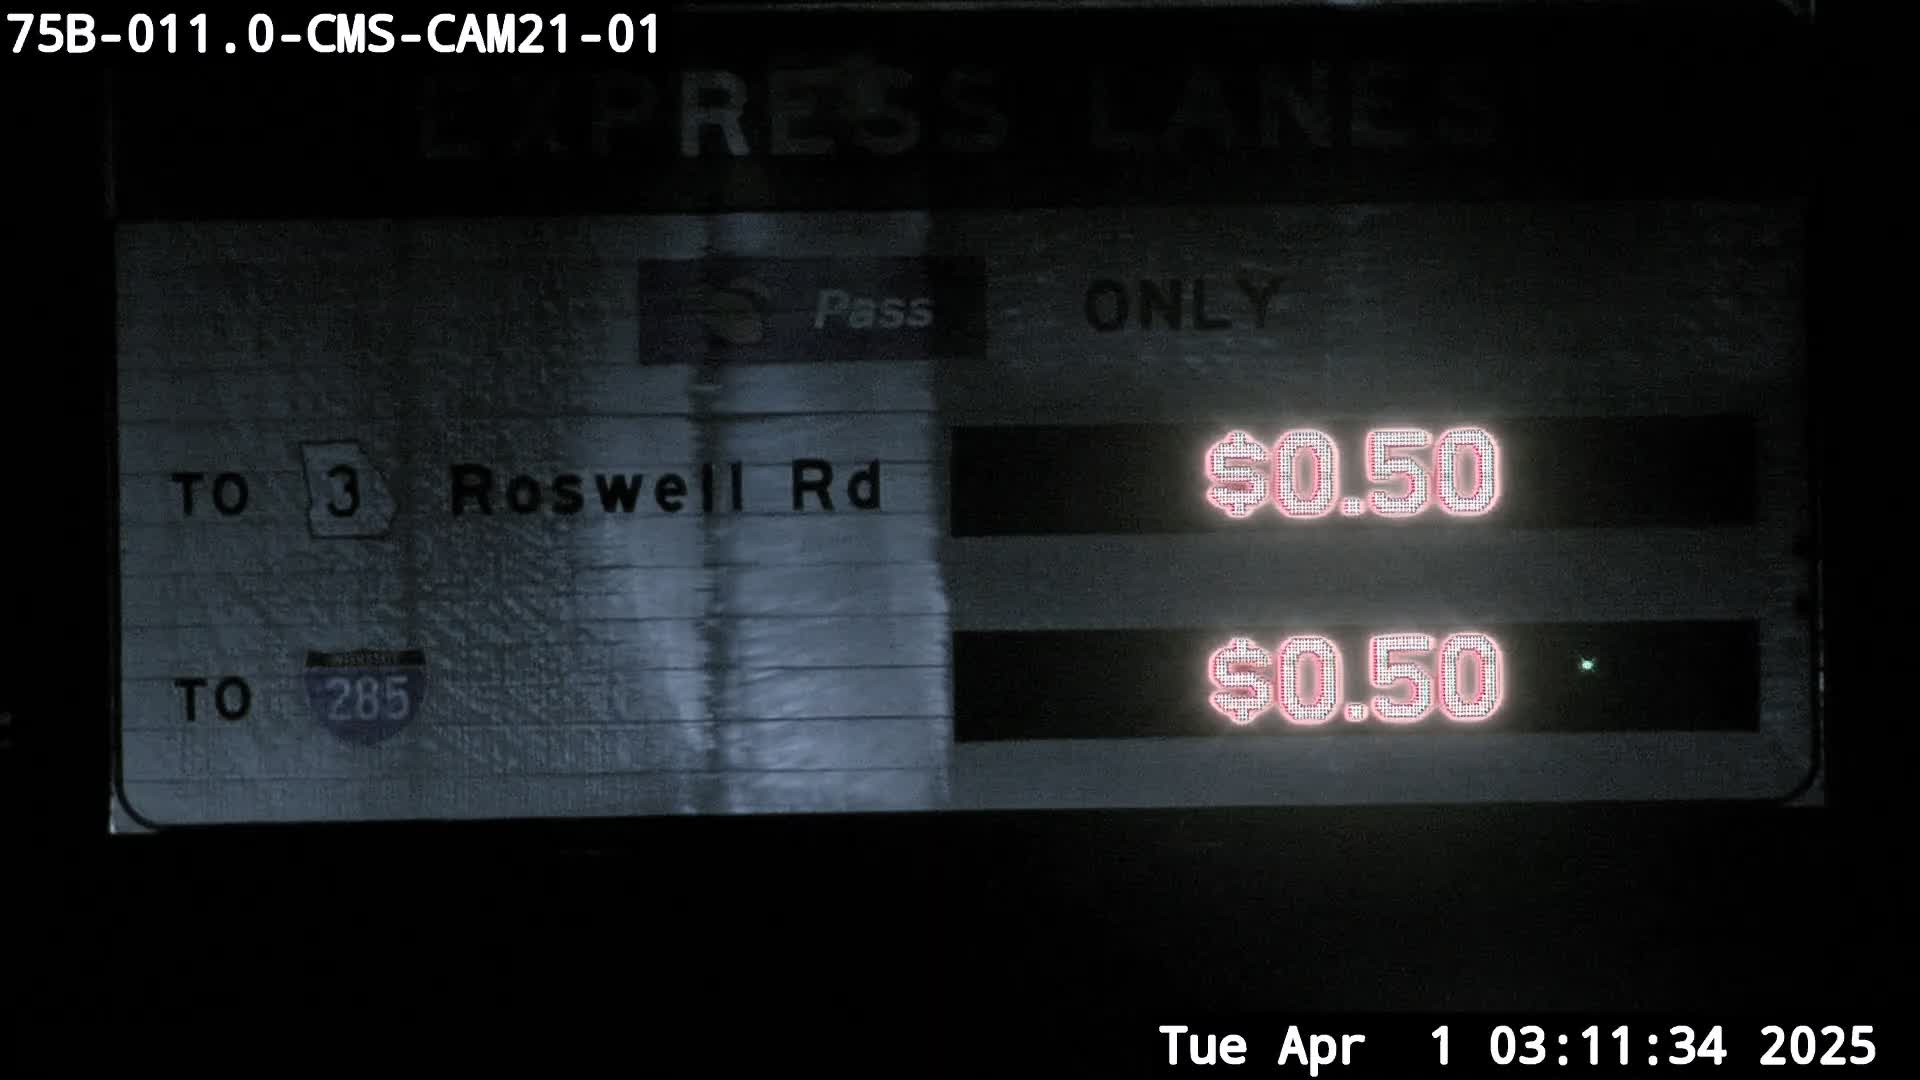 75B-011.0-CMS-CAM21-01
EXPRESS LANES
Pass ONLY
TO 3 Roswell Rd $0.50
TO INTERSTATE 285 $0.50
Tue Apr 1 03:11:34 2025